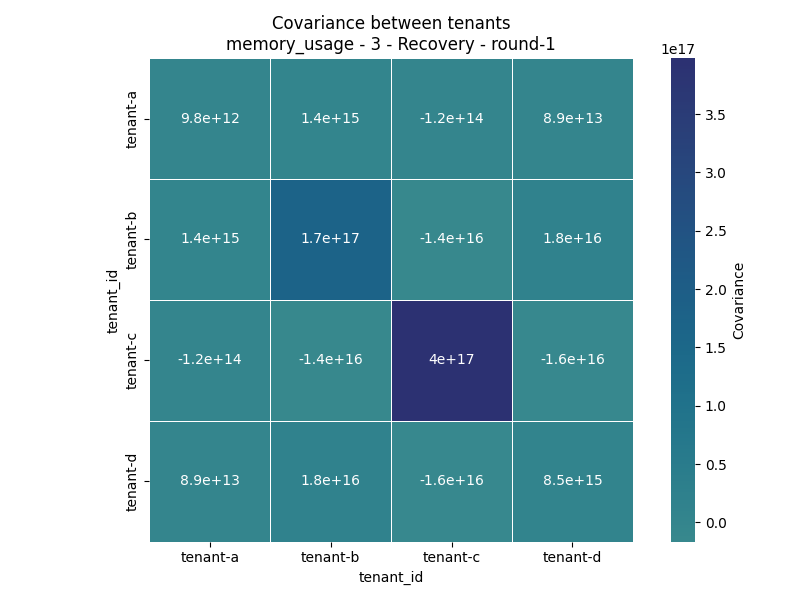 Covariance between tenants
memory_usage - 3 - Recovery - round-1
1e17
tenant-a
9.8e+12 1.4e+15 -1.2e+14 8.9e+13
tenant-b
1.4e+15 1.7e+17 -1.4e+16 1.8e+16
tenant-c
-1.2e+14 -1.4e+16 4e+17 -1.6e+16
tenant-d
8.9e+13 1.8e+16 -1.6e+16 8.5e+15
tenant_id
tenant-a tenant-b tenant-c tenant-d
tenant_id
3.5
3.0
2.5
2.0
1.5
1.0
0.5
0.0
Covariance